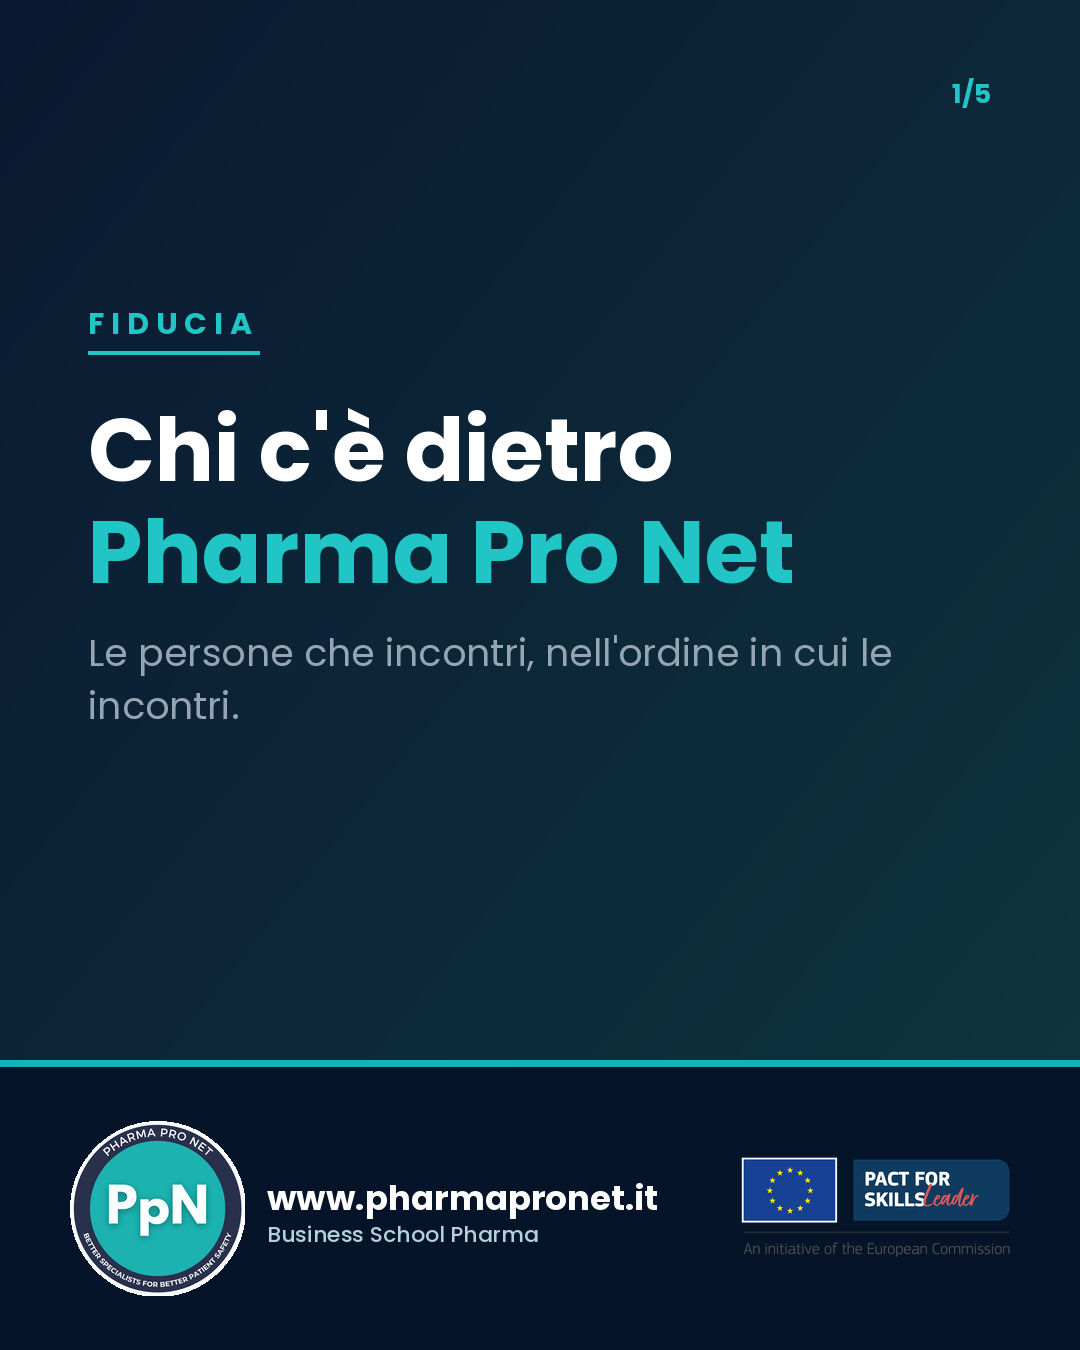 1/5
FIDUCIA
Chi c'è dietro
Pharma Pro Net
Le persone che incontri, nell'ordine in cui le
incontri.
PHARMA PRO NET
PpN
BETTER SPECIALISTS FOR BETTER PATIENT SAFETY
www.pharmapronet.it
Business School Pharma
PACT FOR
SKILLS Leader
An initiative of the European Commission